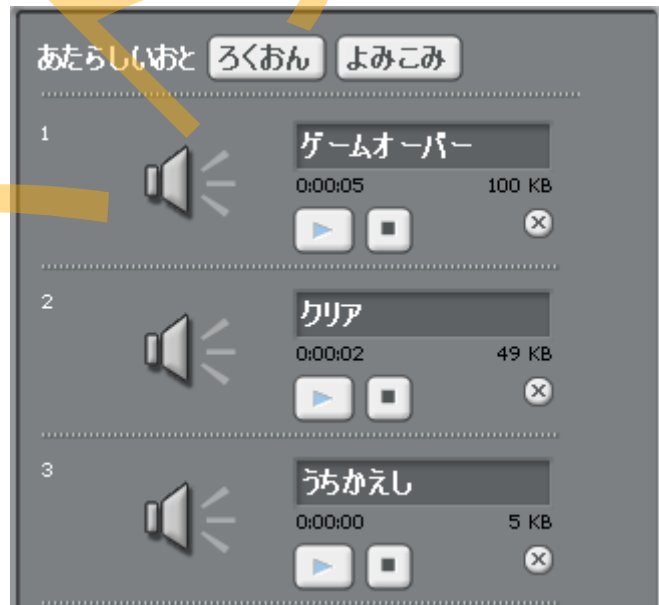 あたらしいおと ろくおん よみこみ
1
ゲームオーバー
0:00:05 100 KB
2
クリア
0:00:02 49 KB
3
うちかえし
0:00:00 5 KB